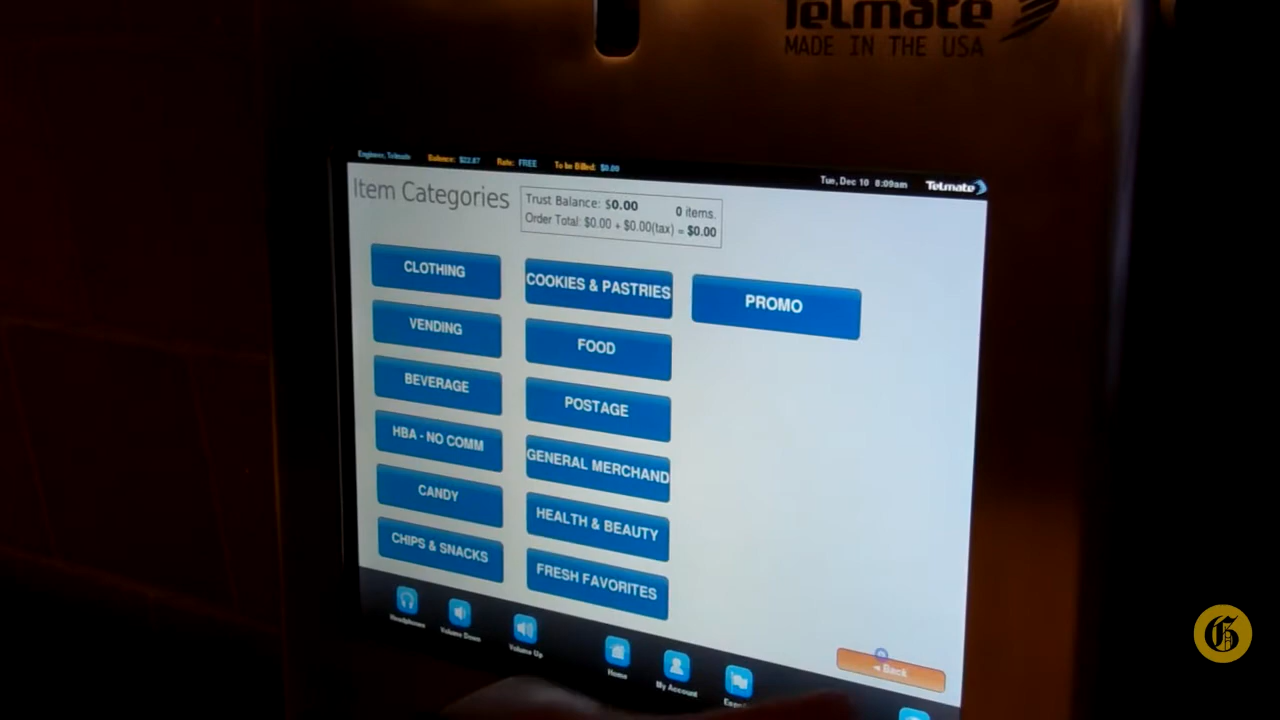 Telmate
MADE IN THE USA
Engineer, Telmate Balance: $22.87 Rate: FREE To be Billed: $0.00
Tue, Dec 10 8:09am Telmate
Item Categories
Trust Balance: $0.00 0 items.
Order Total: $0.00 + $0.00(tax) = $0.00
CLOTHING
VENDING
BEVERAGE
HBA - NO COMM
CANDY
CHIPS & SNACKS
COOKIES & PASTRIES
FOOD
POSTAGE
GENERAL MERCHAND
HEALTH & BEAUTY
FRESH FAVORITES
PROMO
Headphones
Volume Down
Volume Up
Home
My Account
Back
G